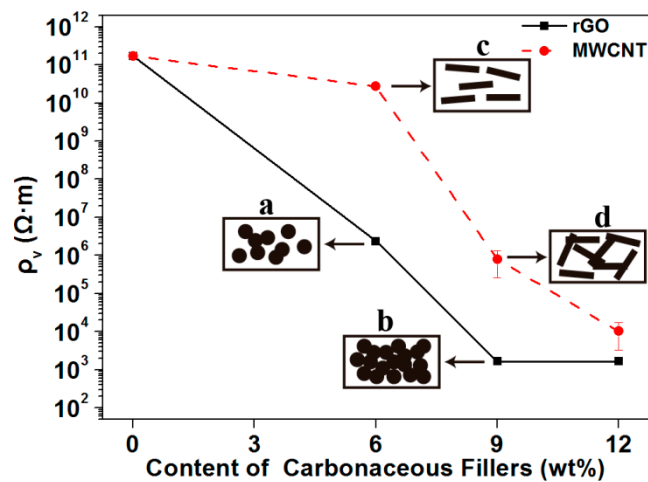 rGO
MWCNT
c
a
d
b
ρv (Ω·m)
10¹²
10¹¹
10¹⁰
10⁹
10⁸
10⁷
10⁶
10⁵
10⁴
10³
10²
0 3 6 9 12
Content of Carbonaceous Fillers (wt%)